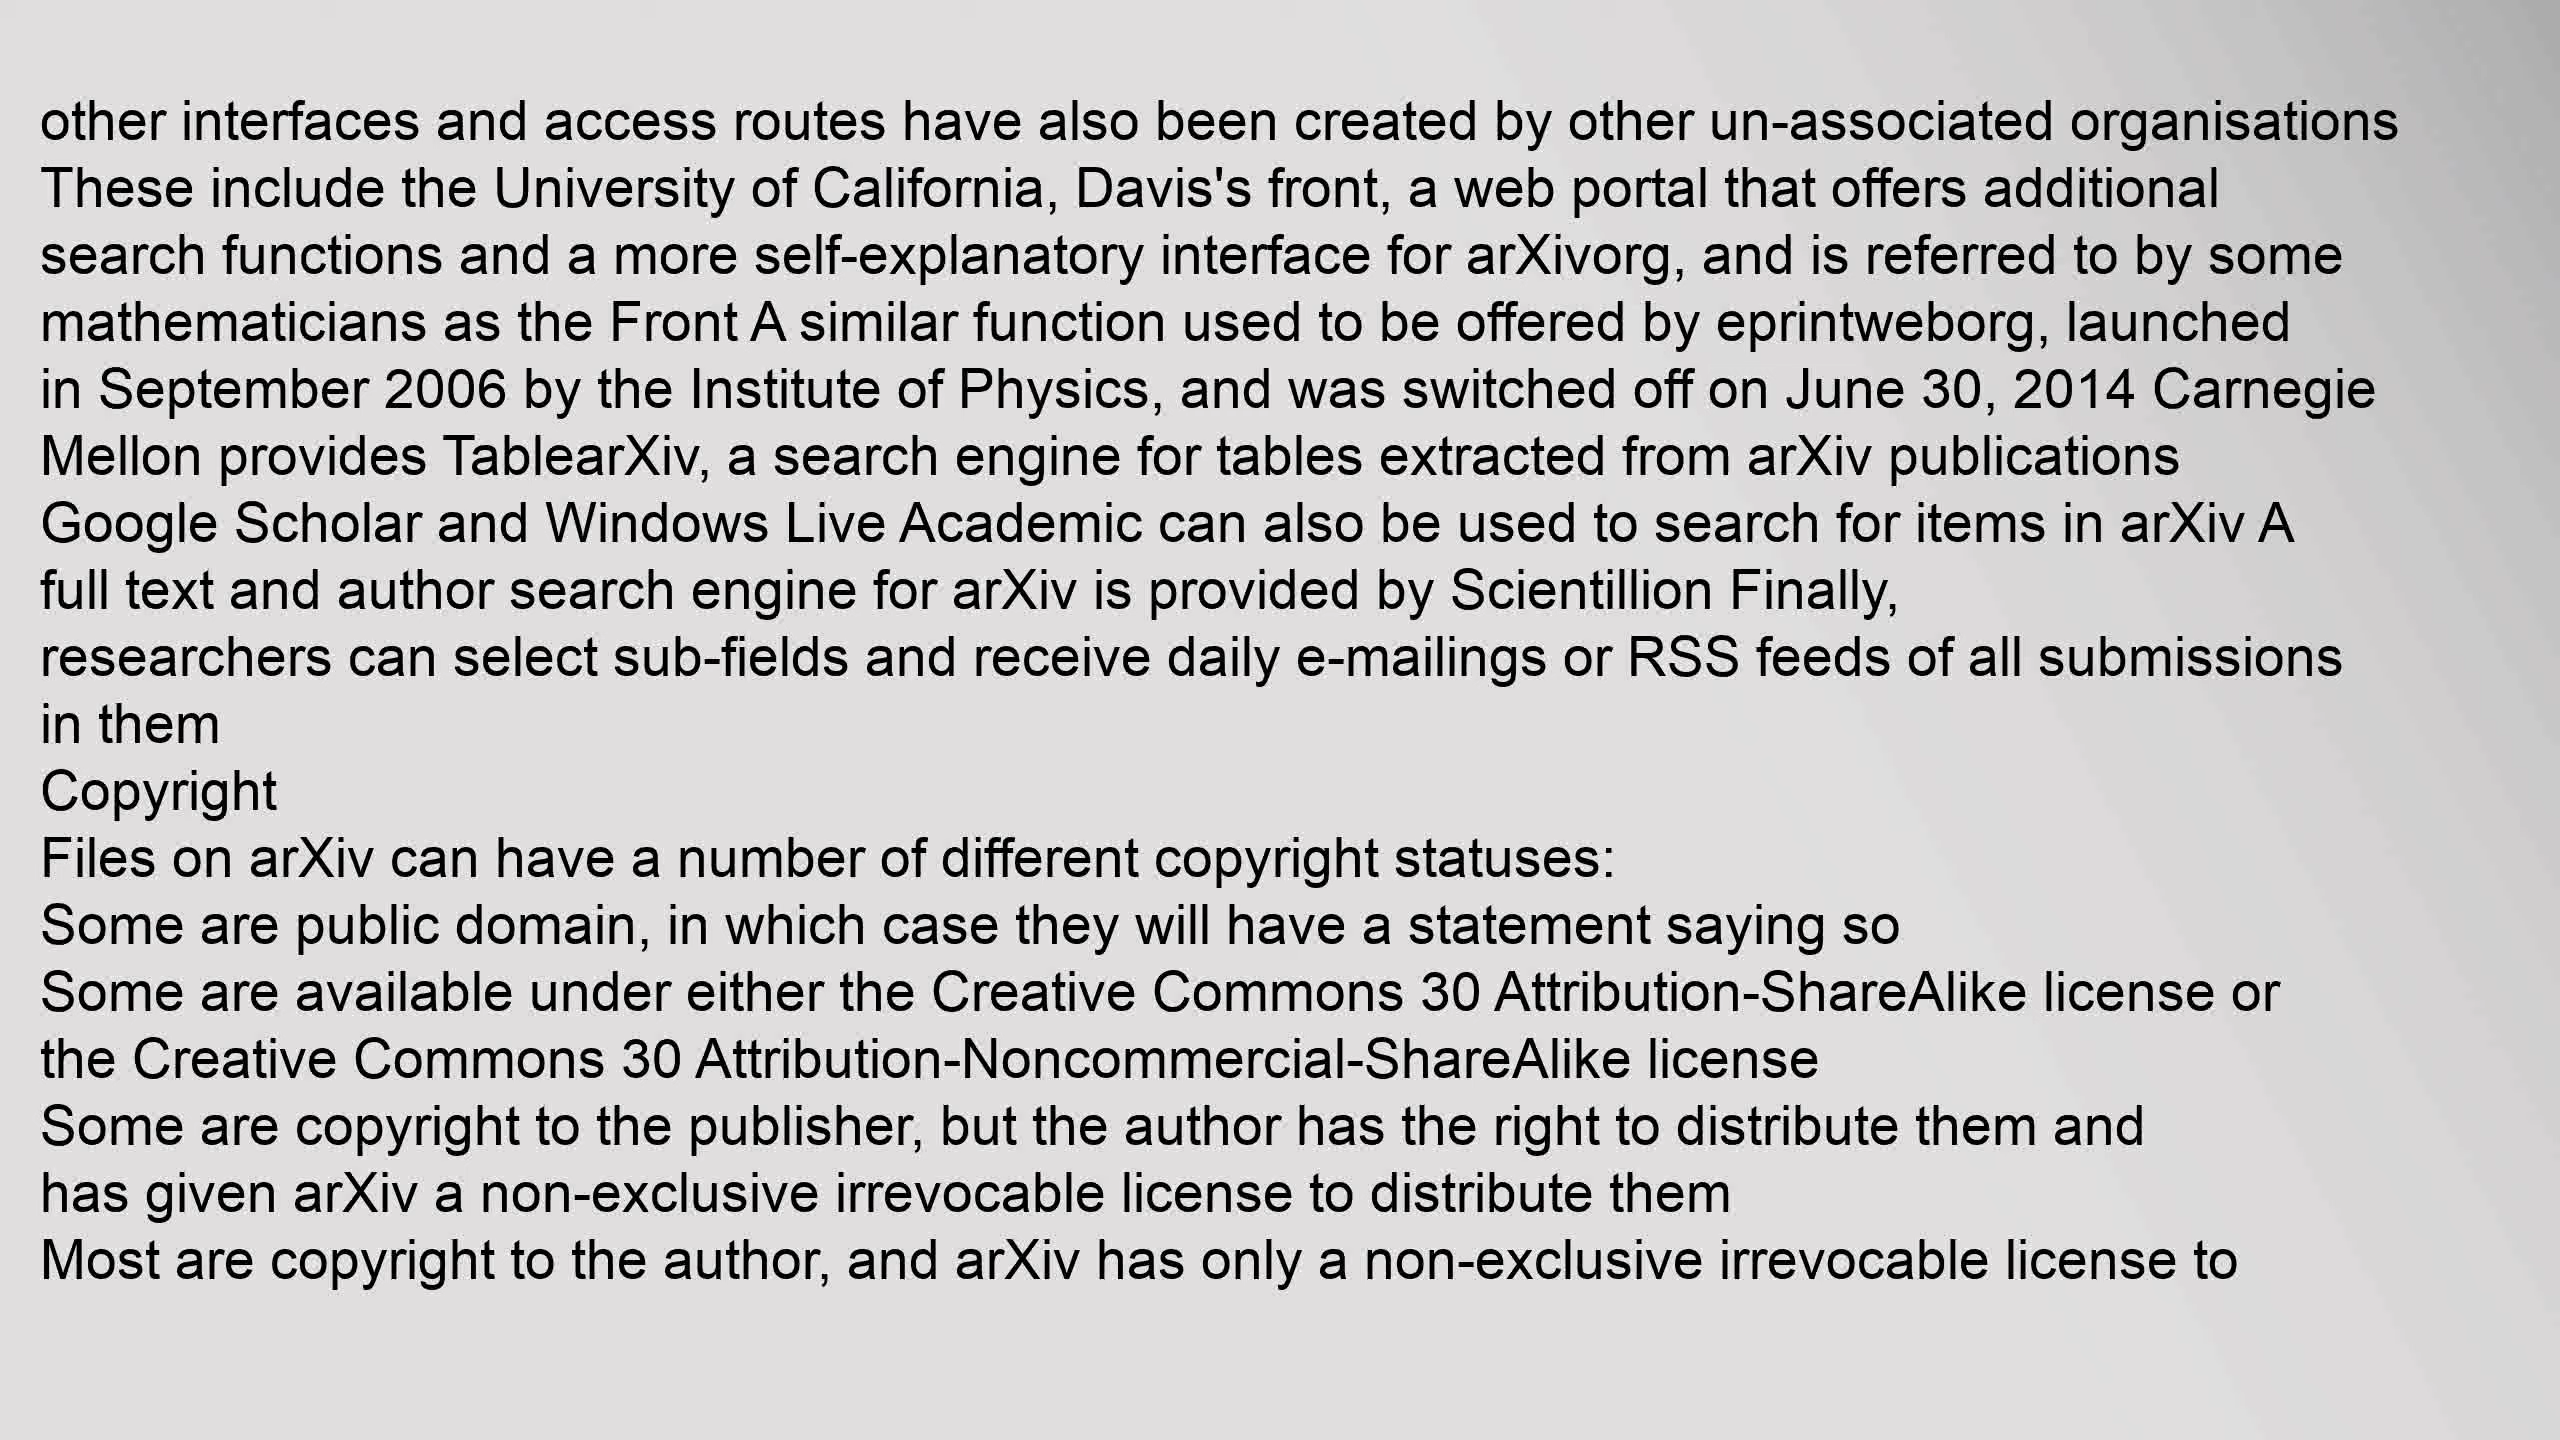 other interfaces and access routes have also been created by other un-associated organisations
These include the University of California, Davis's front, a web portal that offers additional
search functions and a more self-explanatory interface for arXivorg, and is referred to by some
mathematicians as the Front A similar function used to be offered by eprintweborg, launched
in September 2006 by the Institute of Physics, and was switched off on June 30, 2014 Carnegie
Mellon provides TablearXiv, a search engine for tables extracted from arXiv publications
Google Scholar and Windows Live Academic can also be used to search for items in arXiv A
full text and author search engine for arXiv is provided by Scientillion Finally,
researchers can select sub-fields and receive daily e-mailings or RSS feeds of all submissions
in them
Copyright
Files on arXiv can have a number of different copyright statuses:
Some are public domain, in which case they will have a statement saying so
Some are available under either the Creative Commons 30 Attribution-ShareAlike license or
the Creative Commons 30 Attribution-Noncommercial-ShareAlike license
Some are copyright to the publisher, but the author has the right to distribute them and
has given arXiv a non-exclusive irrevocable license to distribute them
Most are copyright to the author, and arXiv has only a non-exclusive irrevocable license to